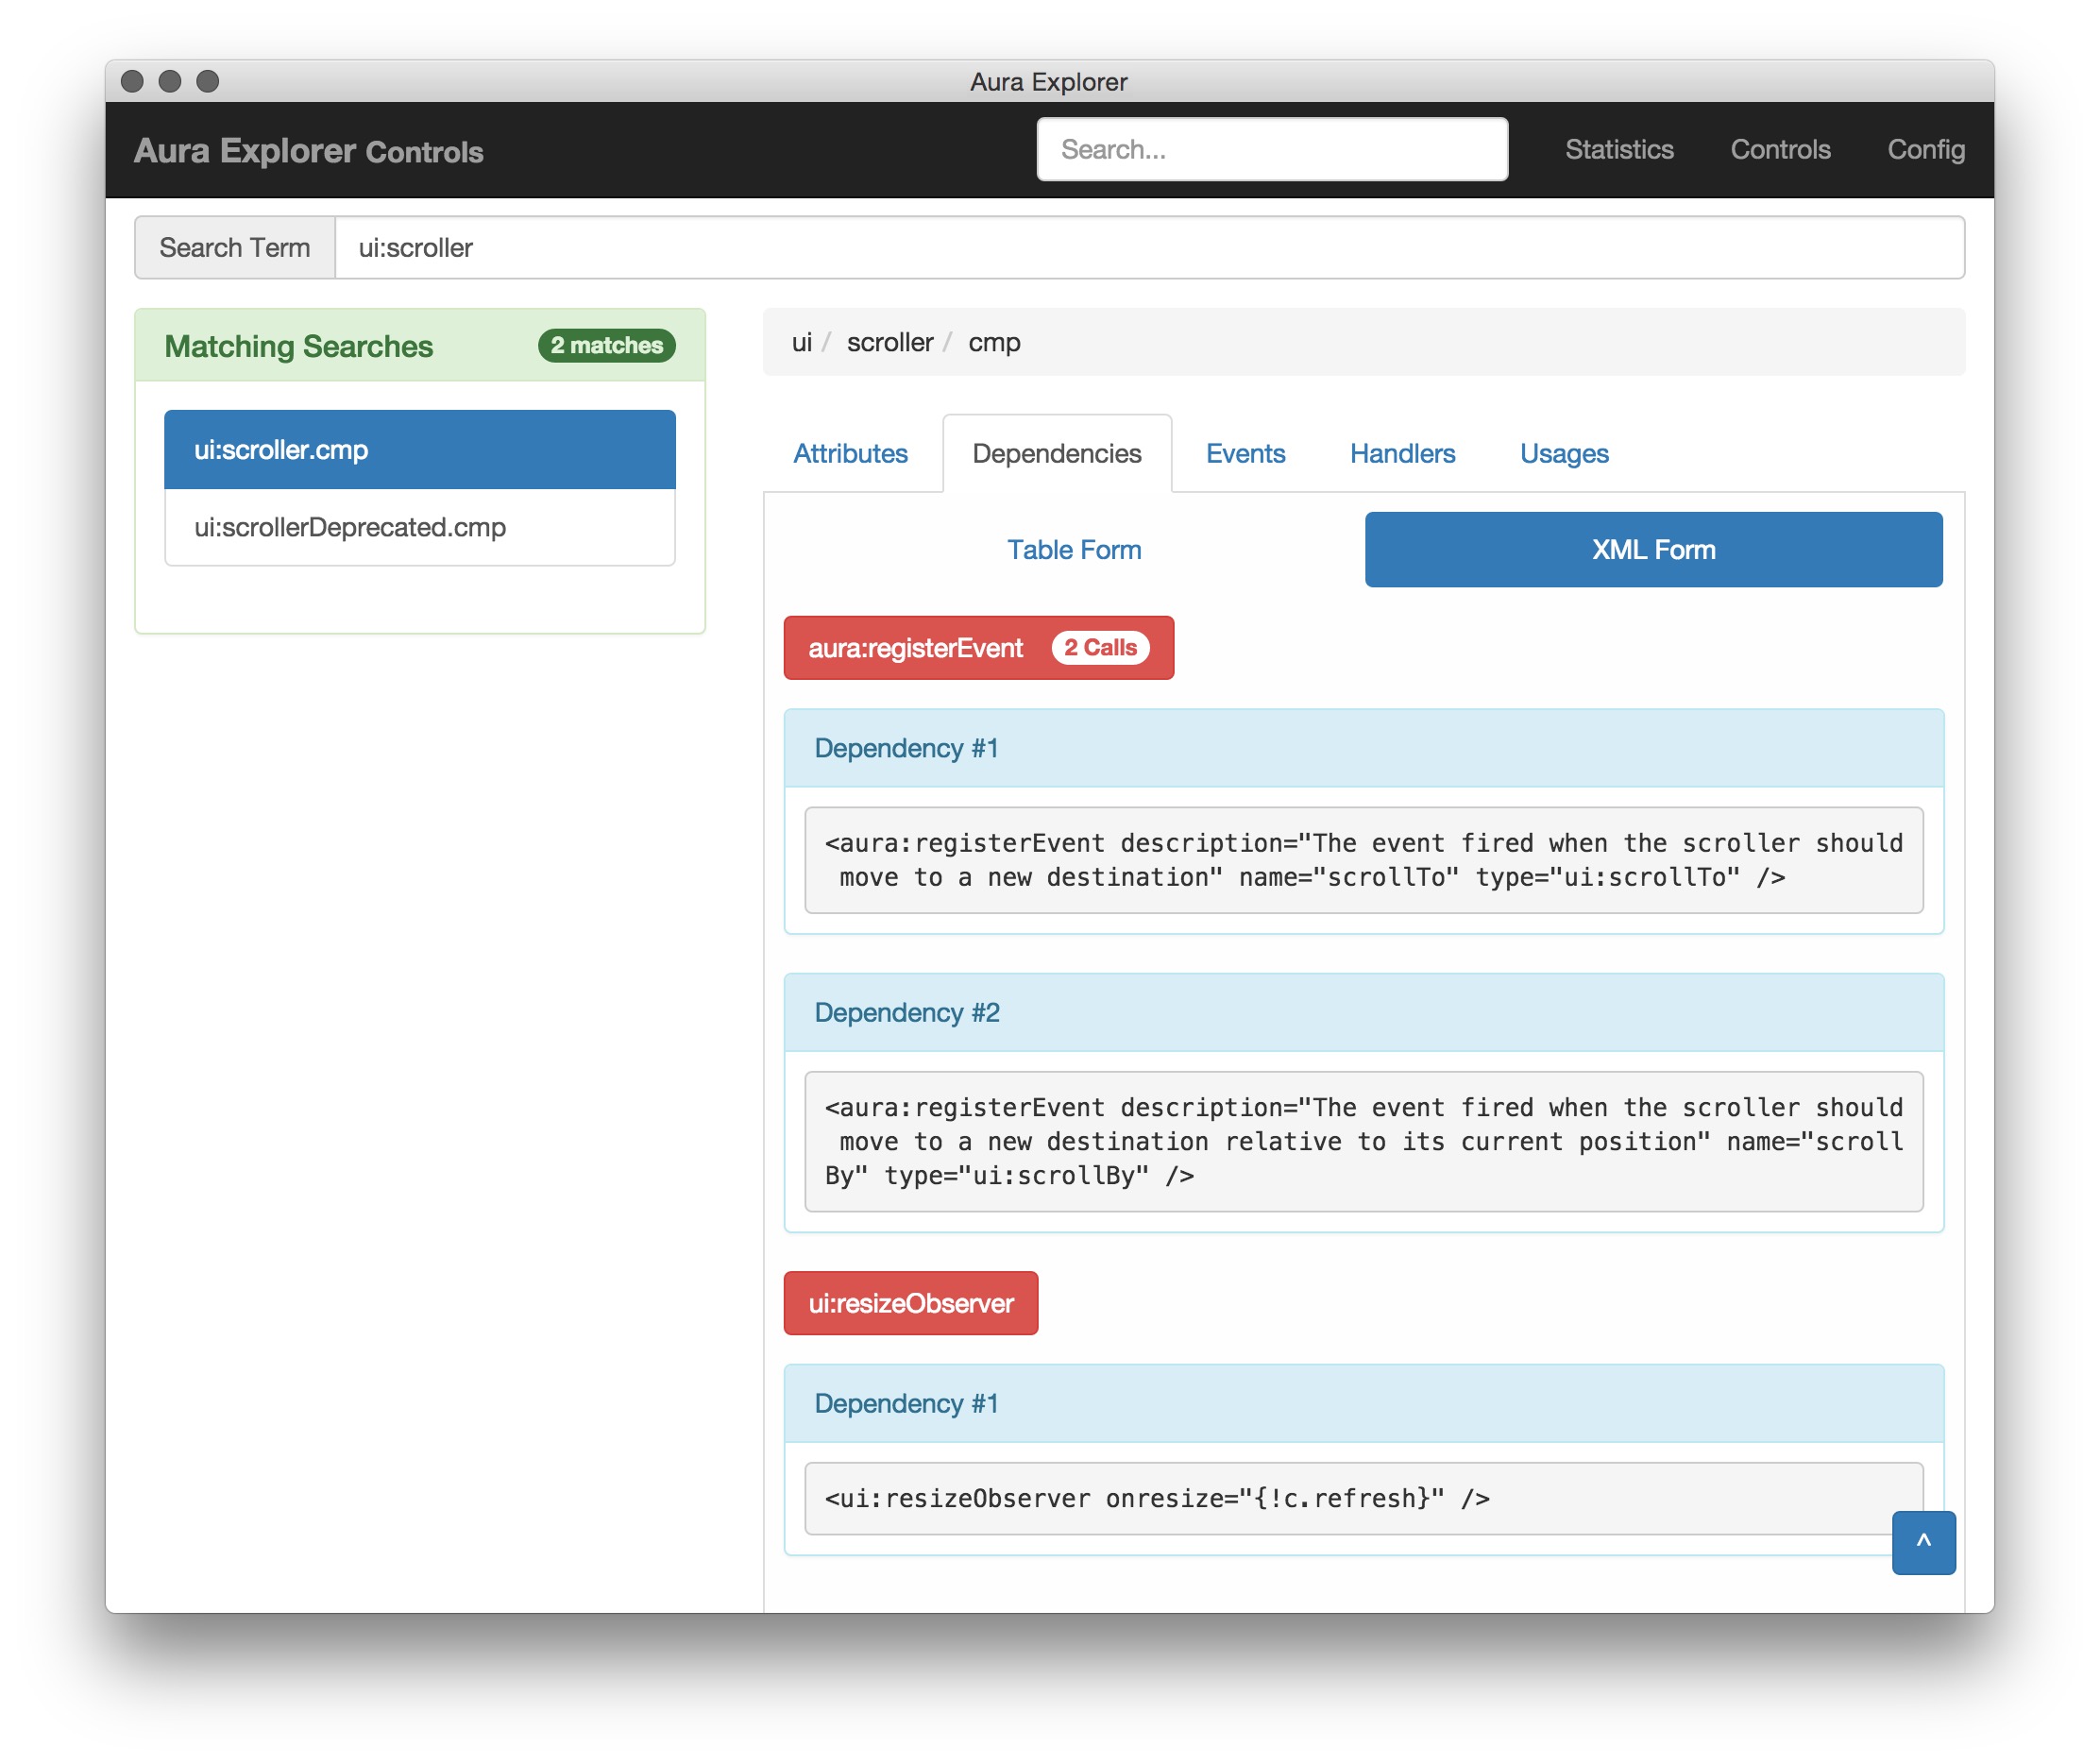 Aura Explorer
Aura Explorer Controls
Search...
Statistics
Controls
Config
Search Term
ui:scroller
Matching Searches
2 matches
ui:scroller.cmp
ui:scrollerDeprecated.cmp
ui / scroller / cmp
Attributes
Dependencies
Events
Handlers
Usages
Table Form
XML Form
aura:registerEvent
2 Calls
Dependency #1
<aura:registerEvent description="The event fired when the scroller should
move to a new destination" name="scrollTo" type="ui:scrollTo" />
Dependency #2
<aura:registerEvent description="The event fired when the scroller should
move to a new destination relative to its current position" name="scroll
By" type="ui:scrollBy" />
ui:resizeObserver
Dependency #1
<ui:resizeObserver onresize="{!c.refresh}" />
^